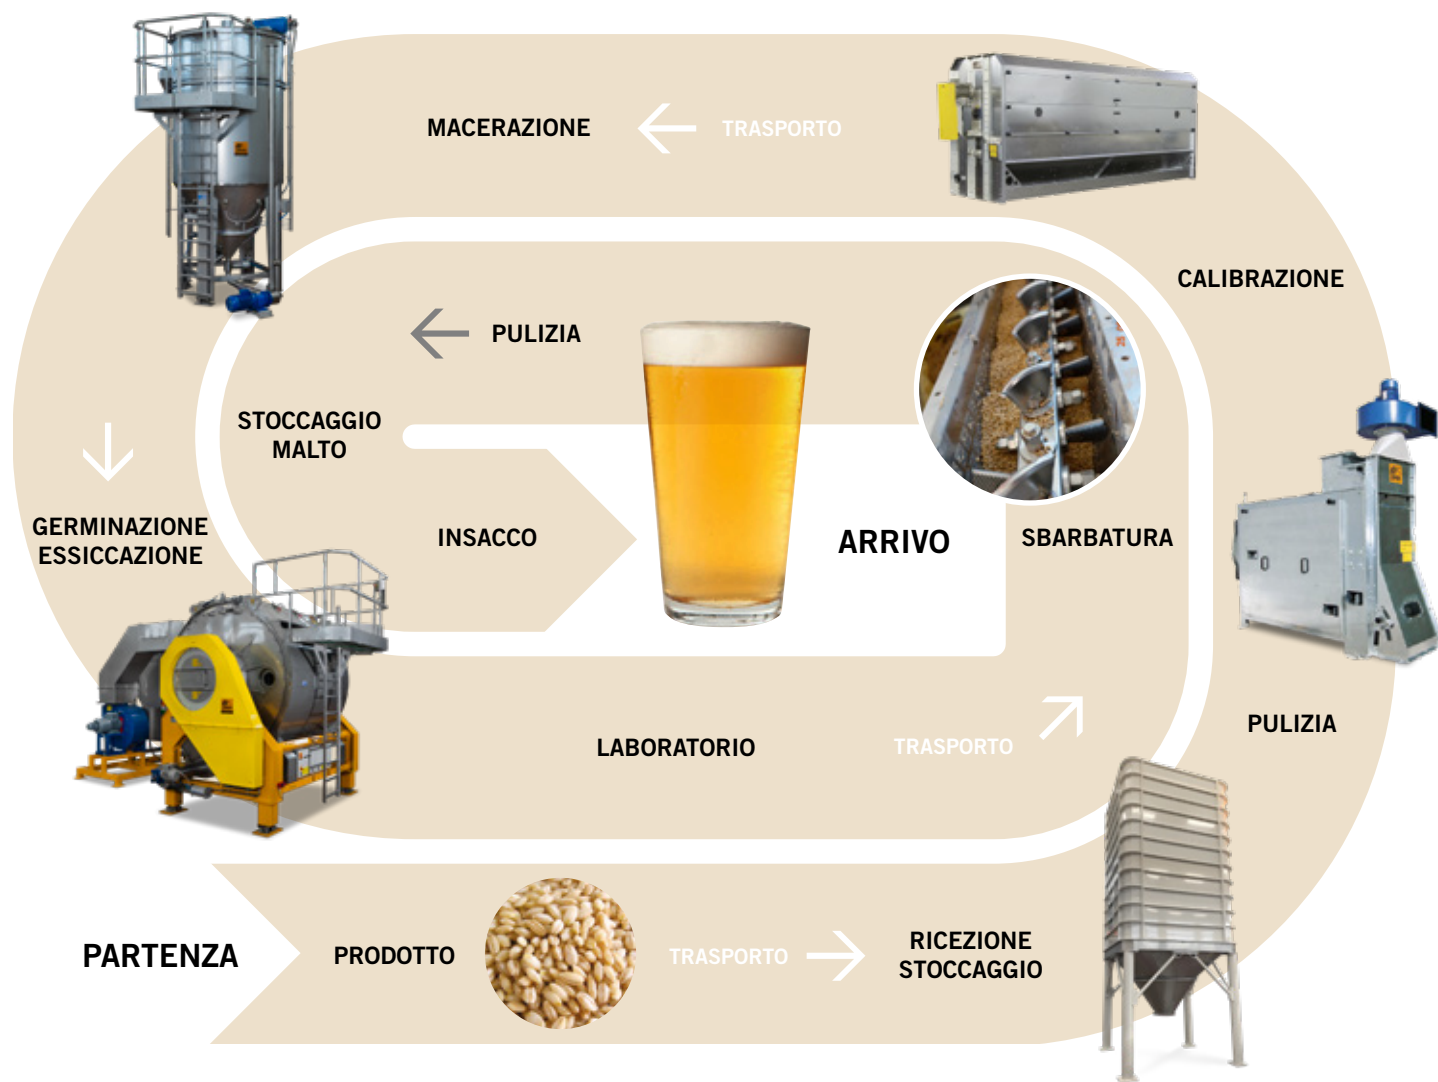 PARTENZA
PRODOTTO
TRASPORTO
RICEZIONE
STOCCAGGIO
PULIZIA
CALIBRAZIONE
TRASPORTO
MACERAZIONE
GERMINAZIONE
ESSICCAZIONE
LABORATORIO
TRASPORTO
SBARBATURA
PULIZIA
STOCCAGGIO
MALTO
INSACCO
ARRIVO